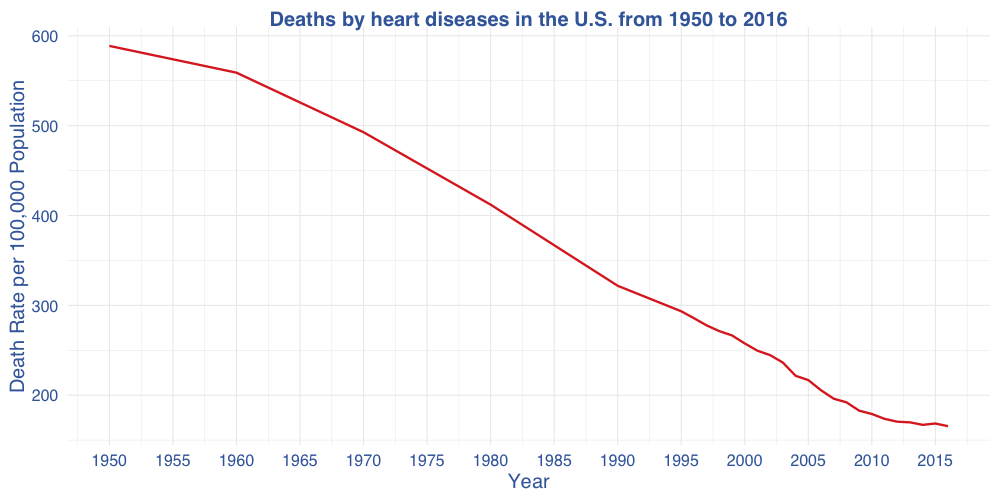 Deaths by heart diseases in the U.S. from 1950 to 2016
Death Rate per 100,000 Population
600
500
400
300
200
1950 1955 1960 1965 1970 1975 1980 1985 1990 1995 2000 2005 2010 2015
Year